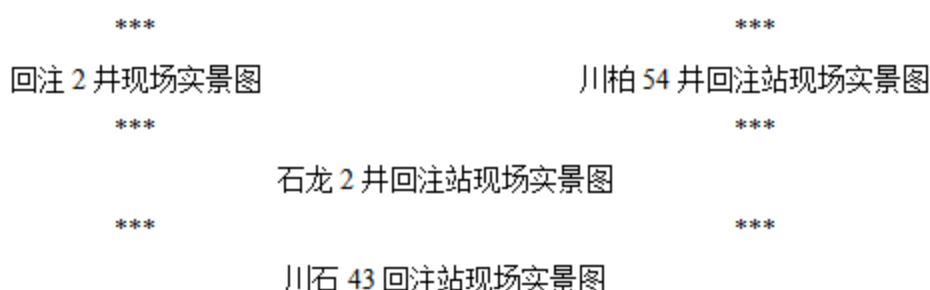 *** ***
回注 2 井现场实景图 川柏 54 井回注站现场实景图
*** ***
石龙 2 井回注站现场实景图
*** ***
川石 43 回注站现场实景图